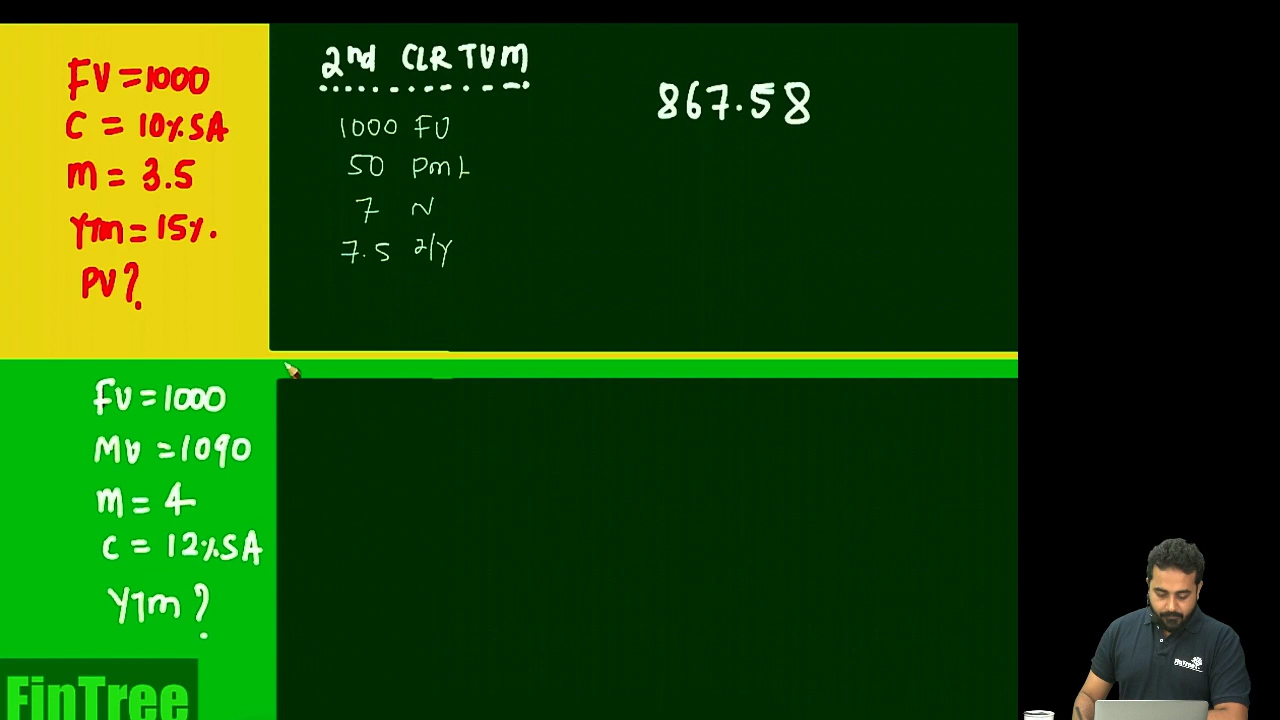 FV = 1000
C = 10% SA
m = 3.5
YTm = 15%.
PV?
2nd CLR TVM
1000 FV
50 PMT
7 N
7.5 I/Y
867.58
FV = 1000
MV = 1090
m = 4
C = 12% SA
YTm?
FinTree
FinTree